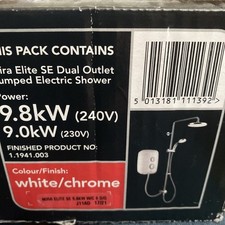 IS PACK CONTAINS
ira Elite SE Dual Outlet
umped Electric Shower
ower:
9.8kW (240V)
9.0kW (230V)
FINISHED PRODUCT NO:
1.1941.003
Colour/Finish:
white/chrome
5 013181 111392 >